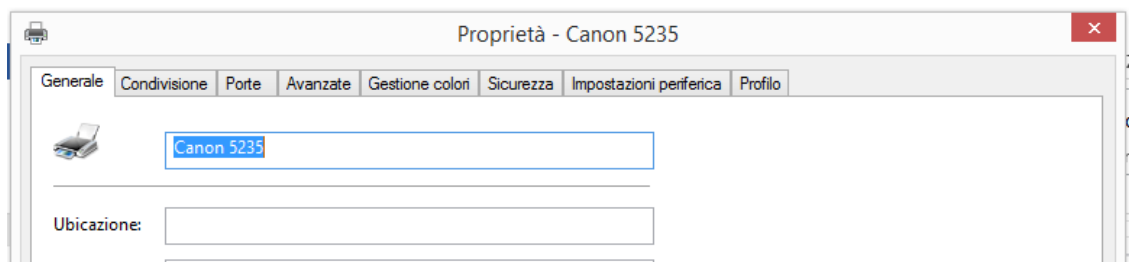 Proprietà - Canon 5235
Generale Condivisione Porte Avanzate Gestione colori Sicurezza Impostazioni periferica Profilo
Canon 5235
Ubicazione: